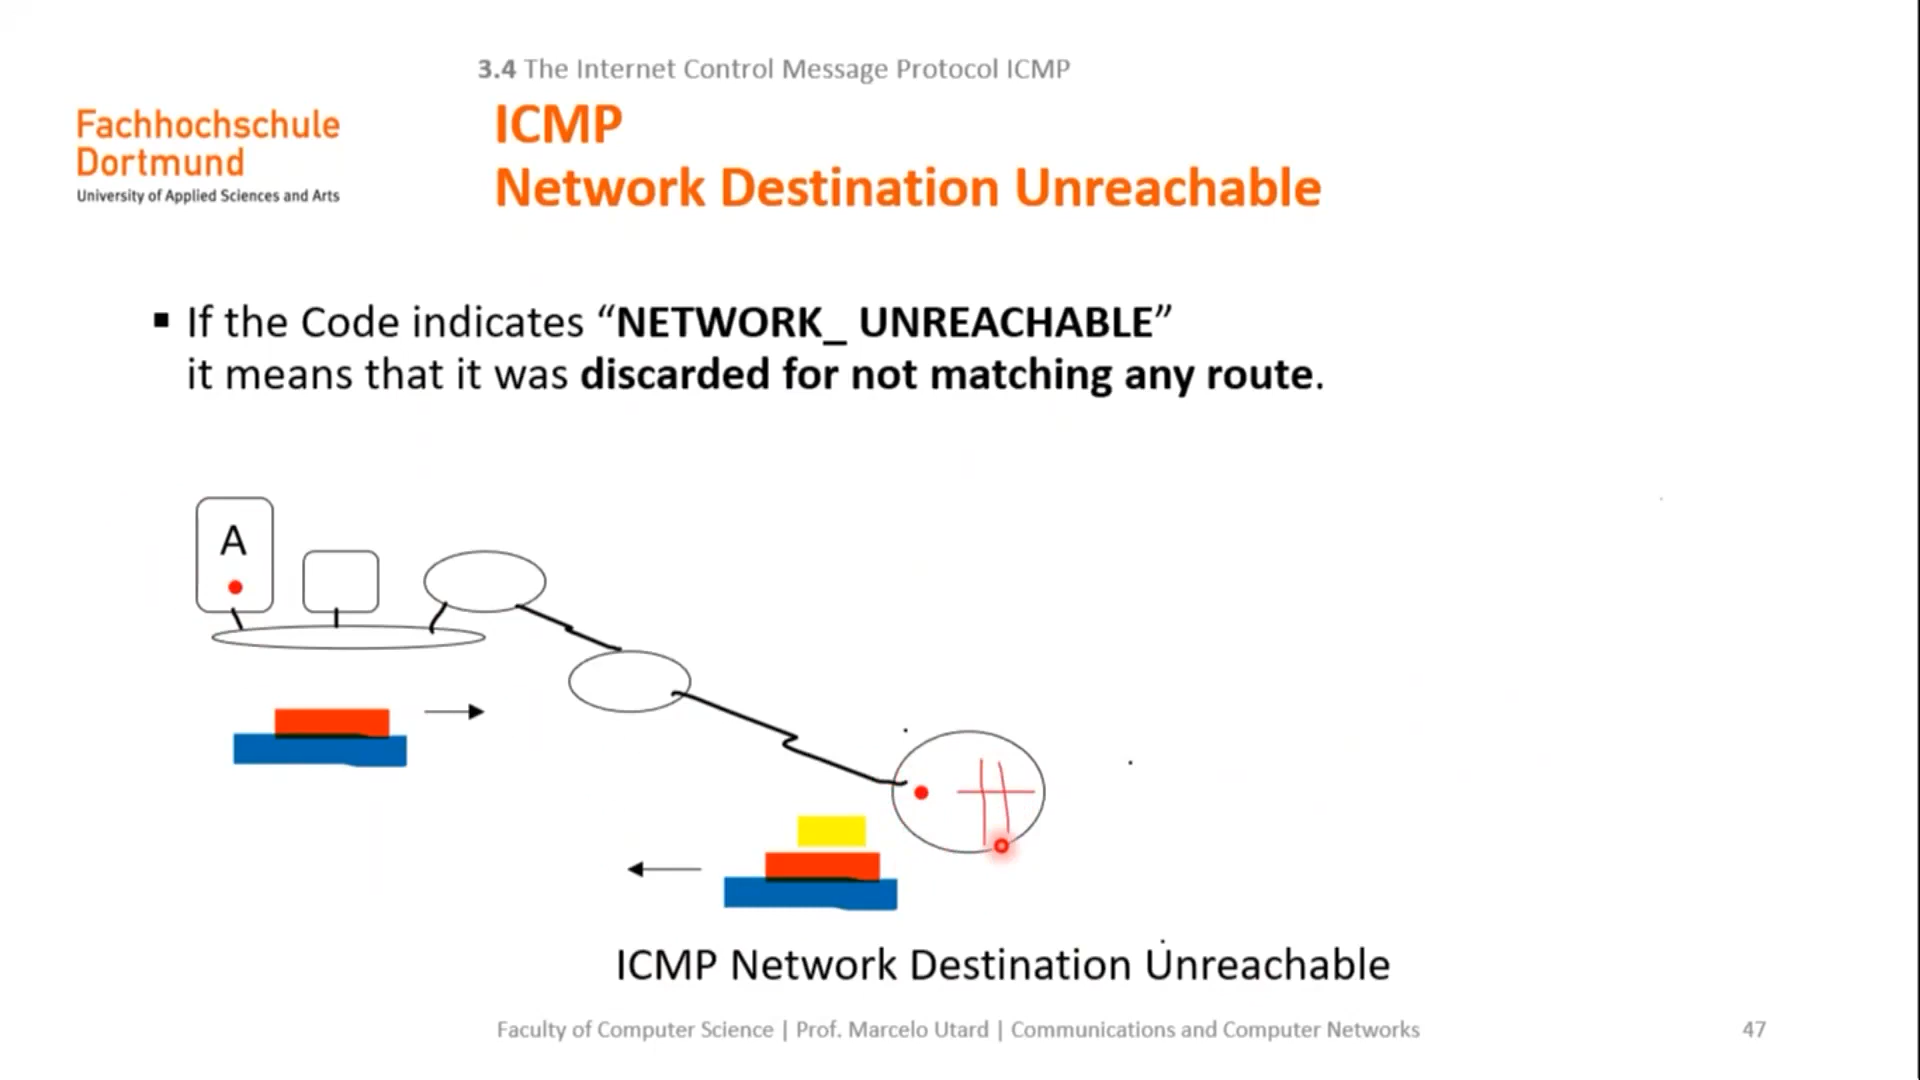 3.4 The Internet Control Message Protocol ICMP
Fachhochschule
Dortmund
University of Applied Sciences and Arts
ICMP
Network Destination Unreachable
▪ If the Code indicates “NETWORK_ UNREACHABLE”
it means that it was discarded for not matching any route.
A
ICMP Network Destination Unreachable
Faculty of Computer Science | Prof. Marcelo Utard | Communications and Computer Networks
47